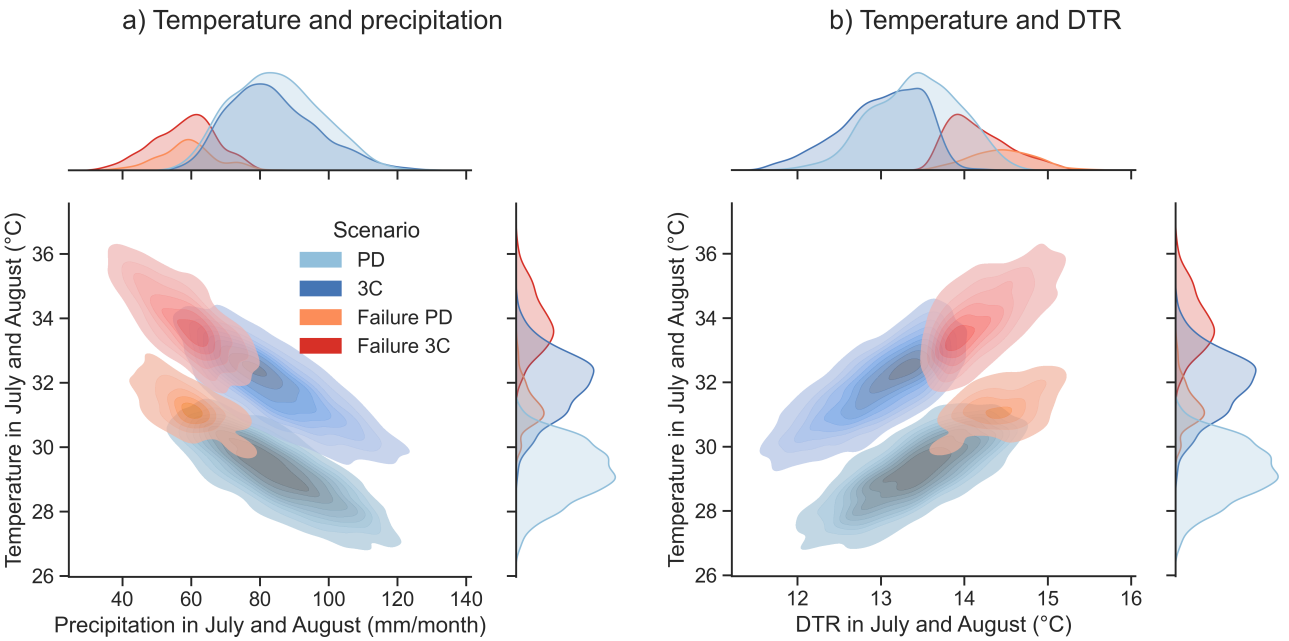 a) Temperature and precipitation
b) Temperature and DTR
Temperature in July and August (°C)
36
34
32
30
28
26
Scenario
PD
3C
Failure PD
Failure 3C
40 60 80 100 120 140
Precipitation in July and August (mm/month)
Temperature in July and August (°C)
36
34
32
30
28
26
12 13 14 15 16
DTR in July and August (°C)